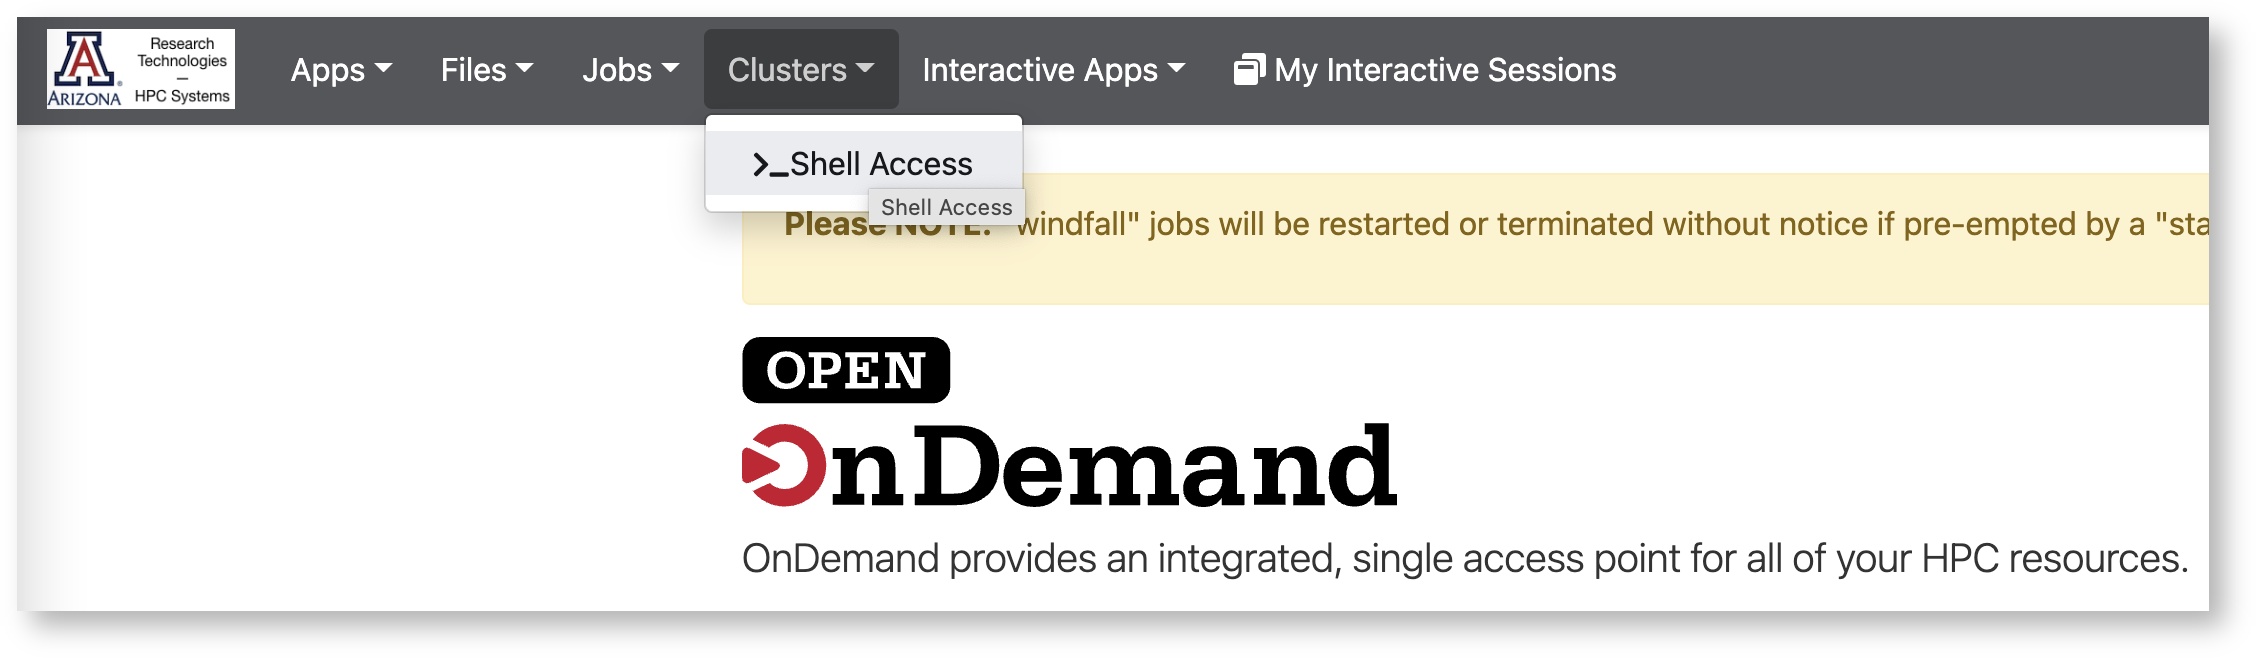 Research
Technologies
—
HPC Systems
ARIZONA
Apps
Files
Jobs
Clusters
Interactive Apps
My Interactive Sessions
>_Shell Access
Shell Access
Please NOTE: "windfall" jobs will be restarted or terminated without notice if pre-empted by a "sta
OPEN
OnDemand
OnDemand provides an integrated, single access point for all of your HPC resources.